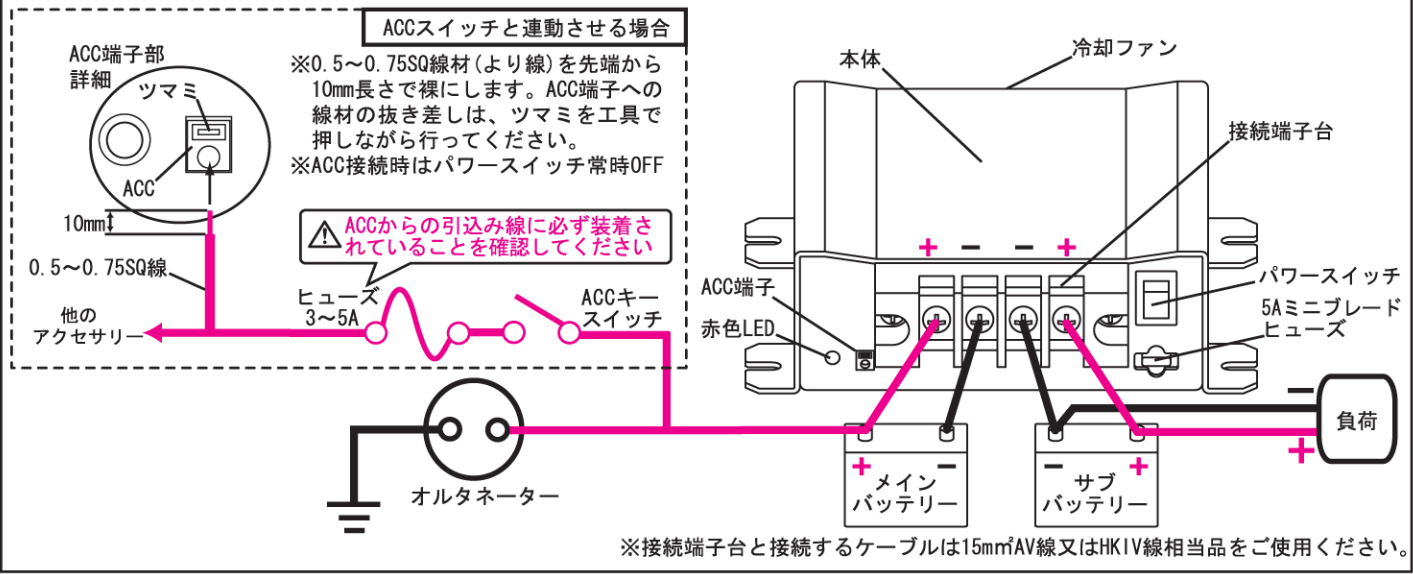 ACCスイッチと連動させる場合
ACC端子部
詳細
ツマミ
ACC
10mm
0.5～0.75SQ線
他の
アクセサリー
※0.5～0.75SQ線材(より線)を先端から
10mm長さで裸にします。ACC端子への
線材の抜き差しは、ツマミを工具で
押しながら行ってください。
※ACC接続時はパワースイッチ常時OFF
ACCからの引込み線に必ず装着さ
れていることを確認してください
ヒューズ
3～5A
ACCキー
スイッチ
オルタネーター
本体
冷却ファン
接続端子台
+ − − +
ACC端子
赤色LED
パワースイッチ
5Aミニブレード
ヒューズ
−
負荷
+
+ −
メイン
バッテリー
− +
サブ
バッテリー
※接続端子台と接続するケーブルは15m㎡AV線又はHKIV線相当品をご使用ください。